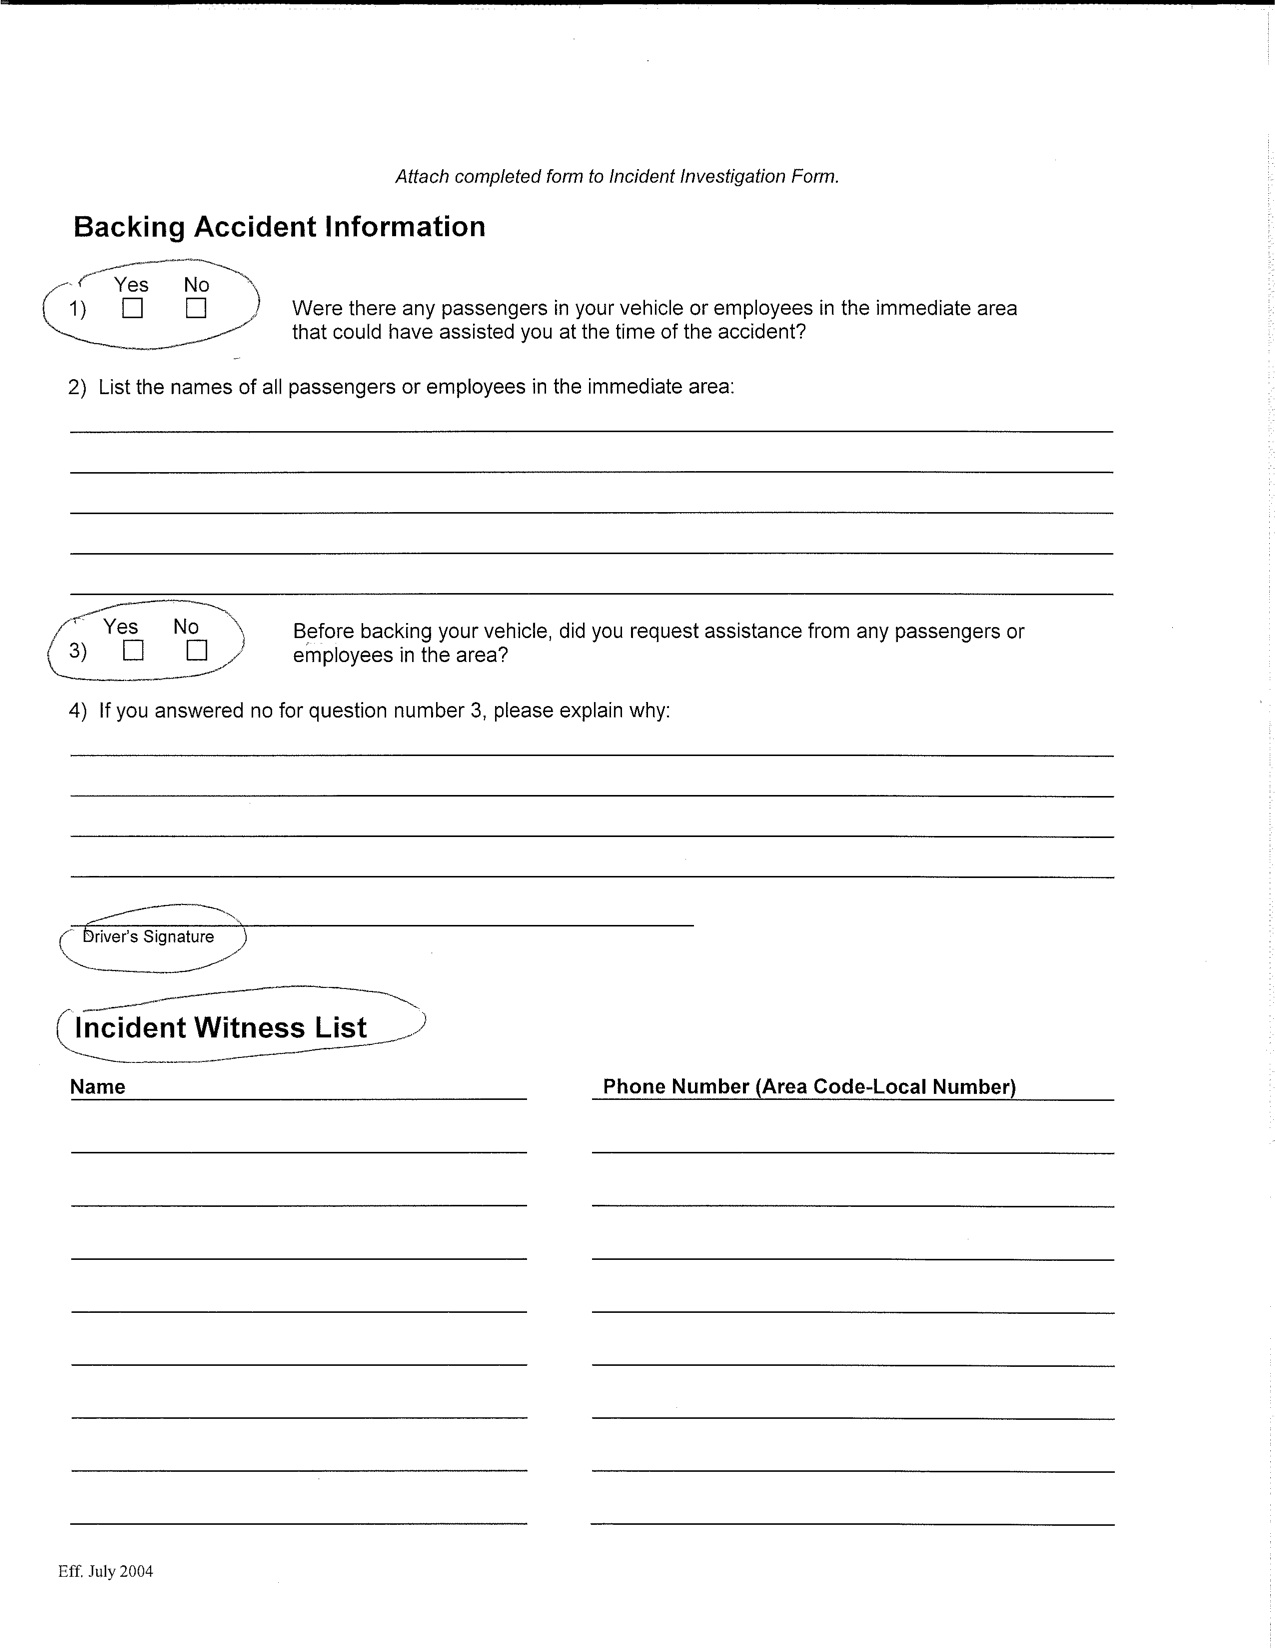 Attach completed form to Incident Investigation Form.
Backing Accident Information
Yes No
1) Were there any passengers in your vehicle or employees in the immediate area
that could have assisted you at the time of the accident?
2) List the names of all passengers or employees in the immediate area:
Yes No
3) Before backing your vehicle, did you request assistance from any passengers or
employees in the area?
4) If you answered no for question number 3, please explain why:
Driver's Signature
Incident Witness List
Name Phone Number (Area Code-Local Number)
Eff. July 2004